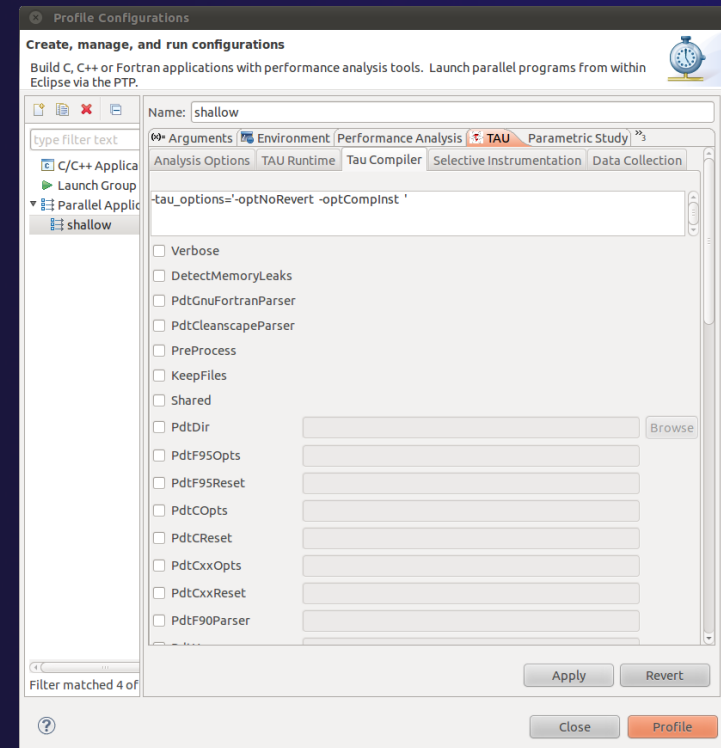 Profile Configurations
Create, manage, and run configurations
Build C, C++ or Fortran applications with performance analysis tools. Launch parallel programs from within
Eclipse via the PTP.
type filter text
C/C++ Applica
Launch Group
Parallel Applic
shallow
Filter matched 4 of
Name: shallow
(x)= Arguments Environment Performance Analysis TAU Parametric Study »3
Analysis Options TAU Runtime Tau Compiler Selective Instrumentation Data Collection
-tau_options='-optNoRevert -optCompInst '
Verbose
DetectMemoryLeaks
PdtGnuFortranParser
PdtCleanscapeParser
PreProcess
KeepFiles
Shared
PdtDir Browse
PdtF95Opts
PdtF95Reset
PdtCOpts
PdtCReset
PdtCxxOpts
PdtCxxReset
PdtF90Parser
Apply Revert
? Close Profile